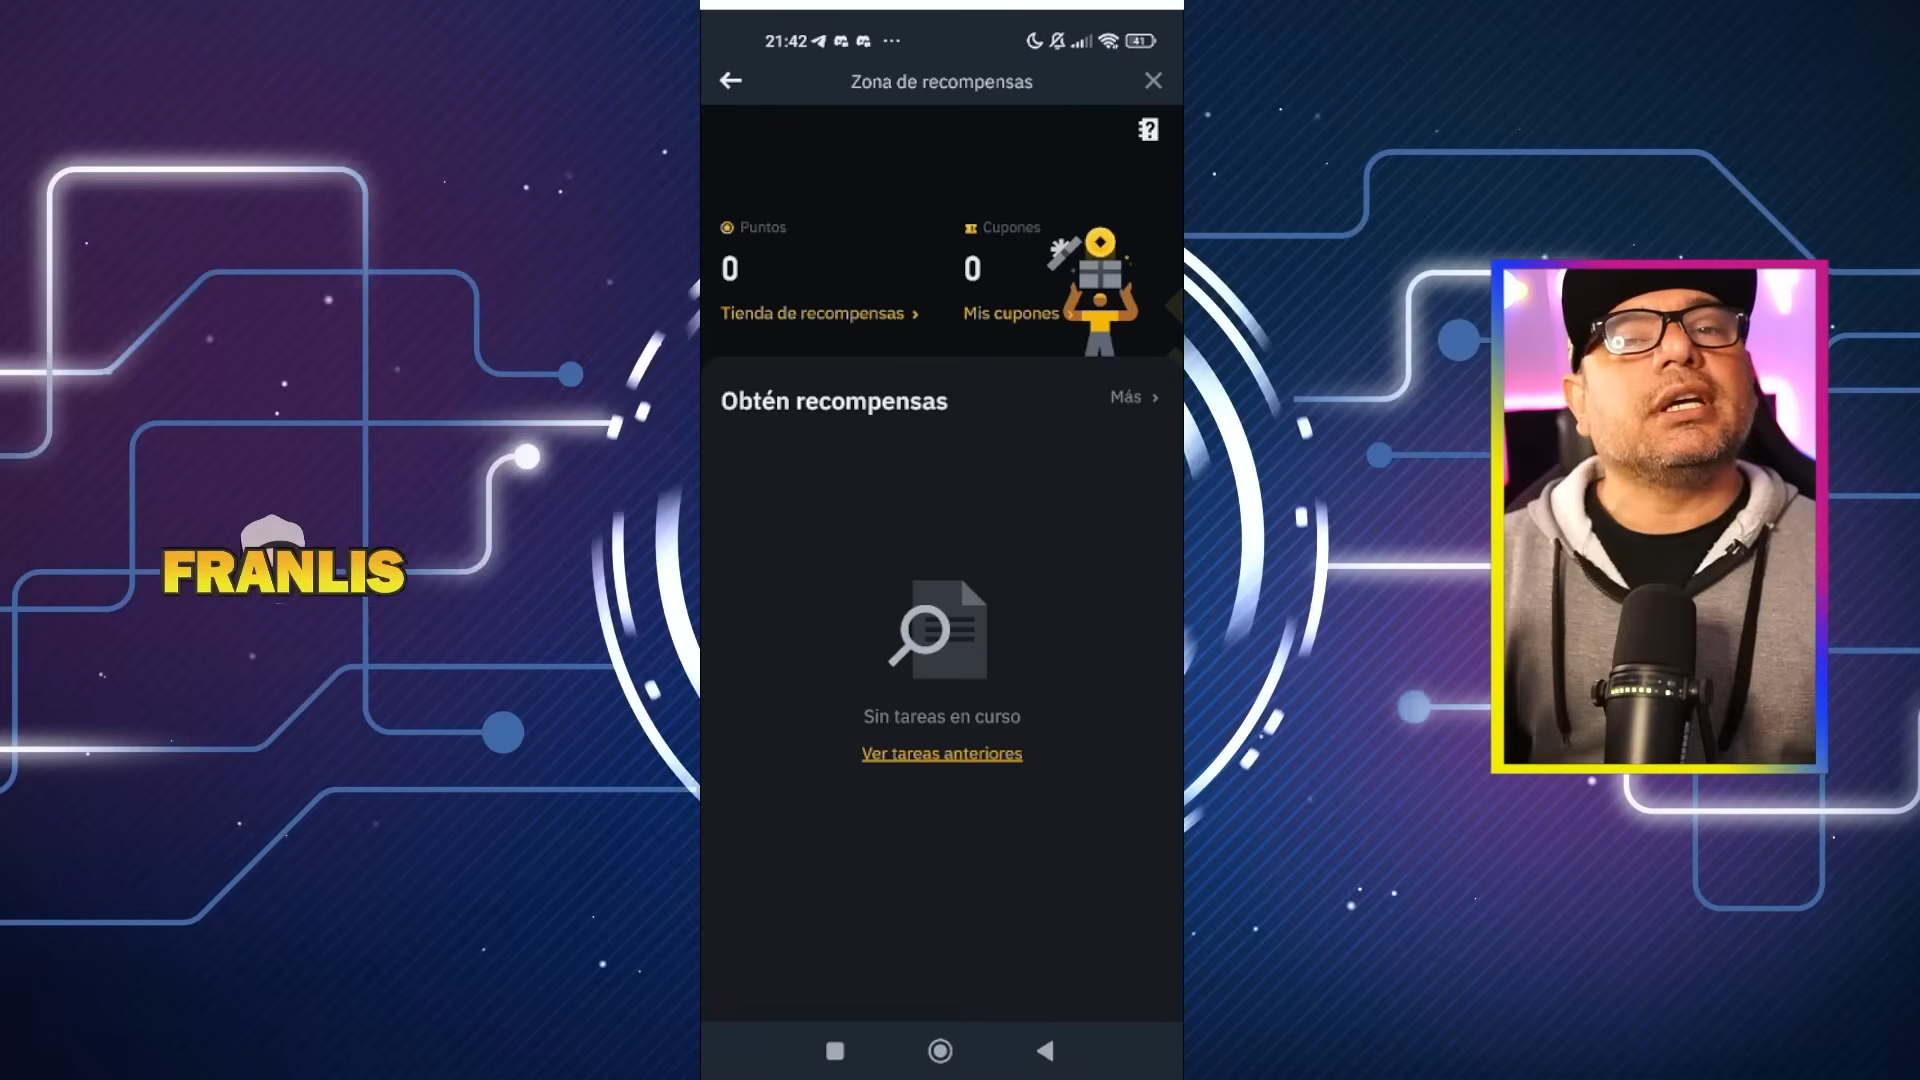 21:42
41
Zona de recompensas
?
Puntos
Cupones
0
0
Tienda de recompensas
Mis cupones
Obtén recompensas
Más
FRANLIS
Sin tareas en curso
Ver tareas anteriores